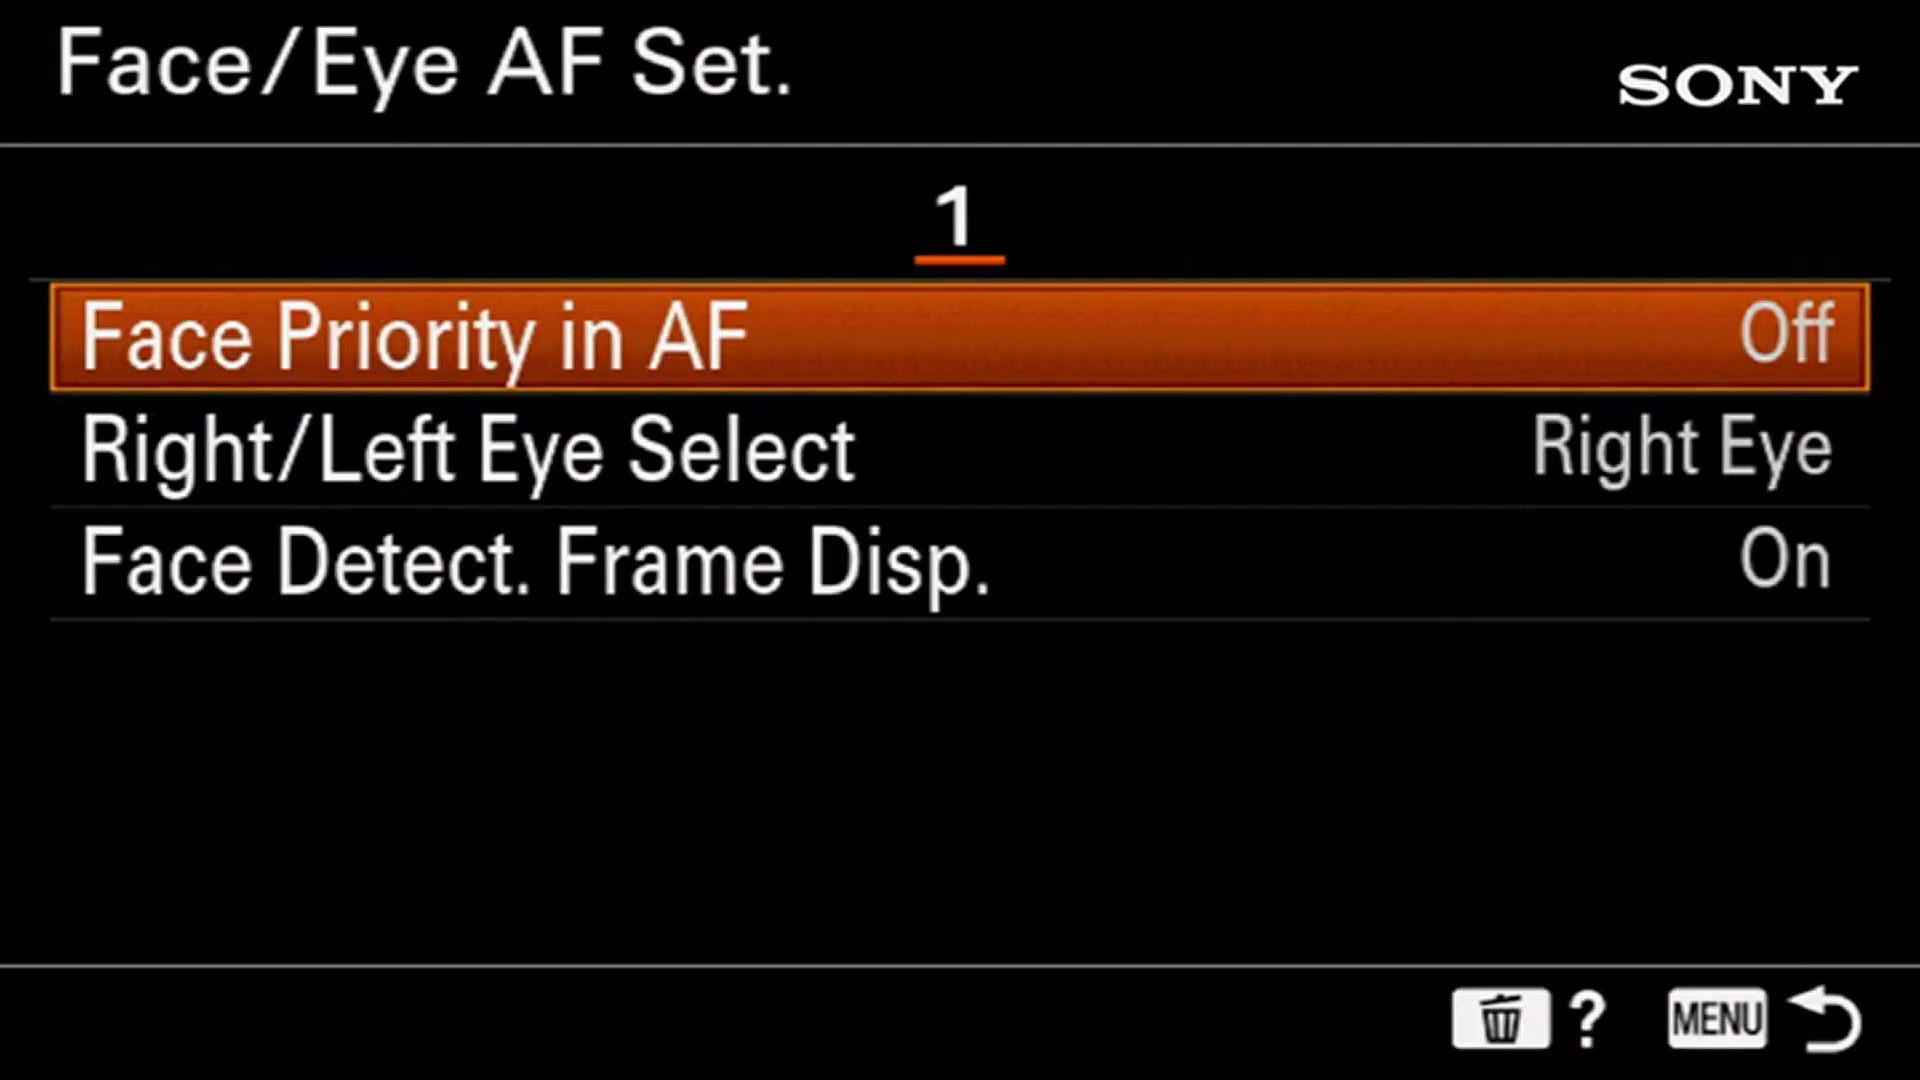 Face/Eye AF Set.
SONY
1
Face Priority in AF Off
Right/Left Eye Select Right Eye
Face Detect. Frame Disp. On
? MENU